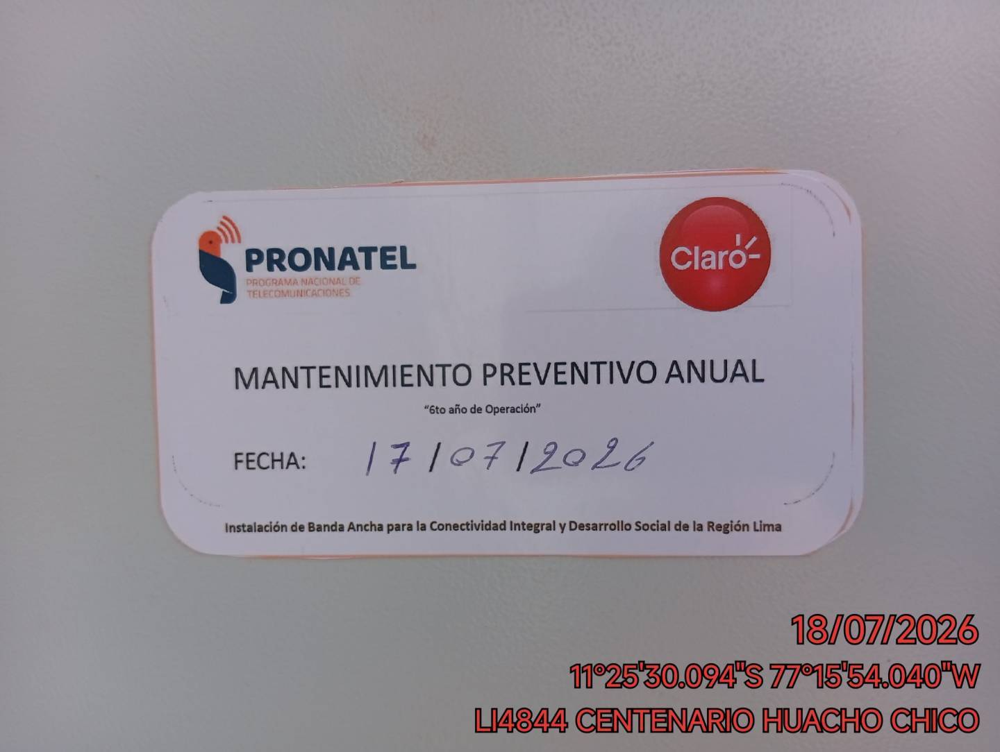 PRONATEL
PROGRAMA NACIONAL DE
TELECOMUNICACIONES
Claro
MANTENIMIENTO PREVENTIVO ANUAL
“6to año de Operación”
FECHA: 17/07/2026
Instalación de Banda Ancha para la Conectividad Integral y Desarrollo Social de la Región Lima
18/07/2026
11°25'30.094"S 77°15'54.040"W
LI4844 CENTENARIO HUACHO CHICO